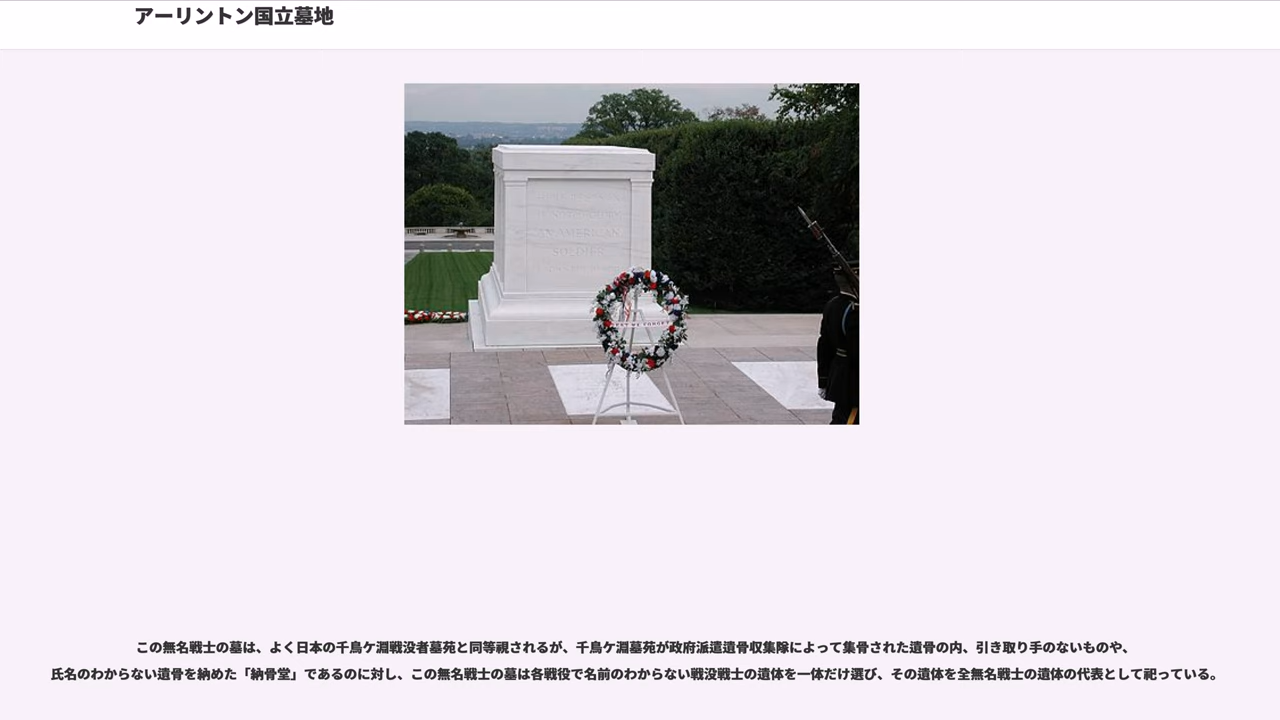 アーリントン国立墓地
AN AMERICAN
SOLDIER
この無名戦士の墓は、よく日本の千鳥ケ淵戦没者墓苑と同等視されるが、千鳥ケ淵墓苑が政府派遣遺骨収集隊によって集骨された遺骨の内、引き取り手のないものや、
氏名のわからない遺骨を納めた「納骨堂」であるのに対し、この無名戦士の墓は各戦役で名前のわからない戦没戦士の遺体を一体だけ選び、その遺体を全無名戦士の遺体の代表として祀っている。